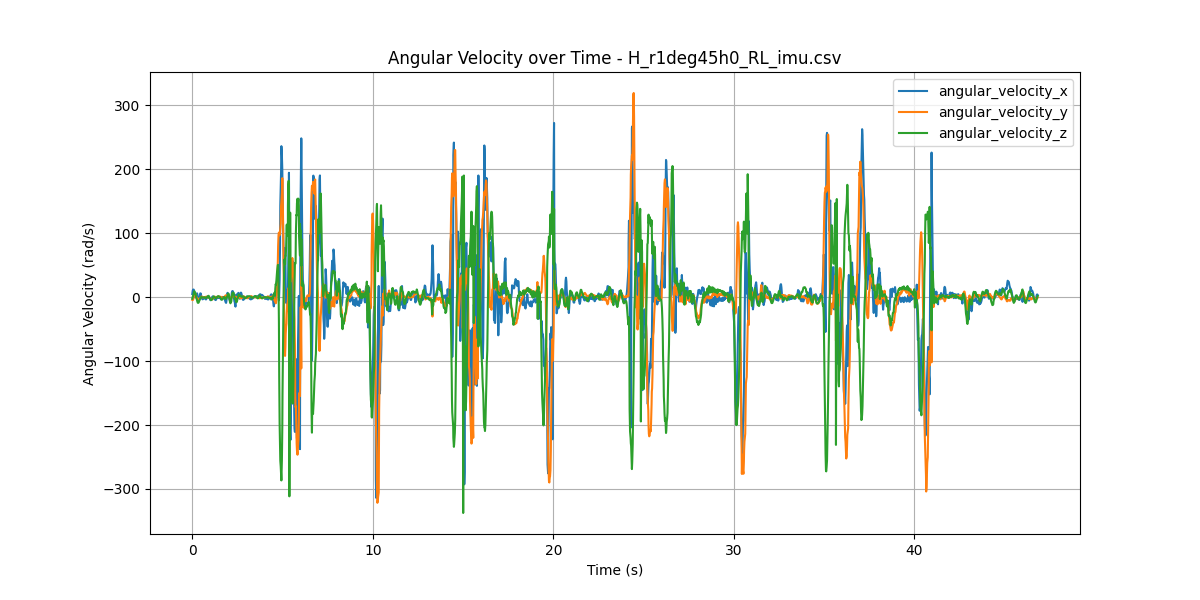 Angular Velocity over Time - H_r1deg45h0_RL_imu.csv
angular_velocity_x
angular_velocity_y
angular_velocity_z
Angular Velocity (rad/s)
300
200
100
0
−100
−200
−300
0 10 20 30 40
Time (s)